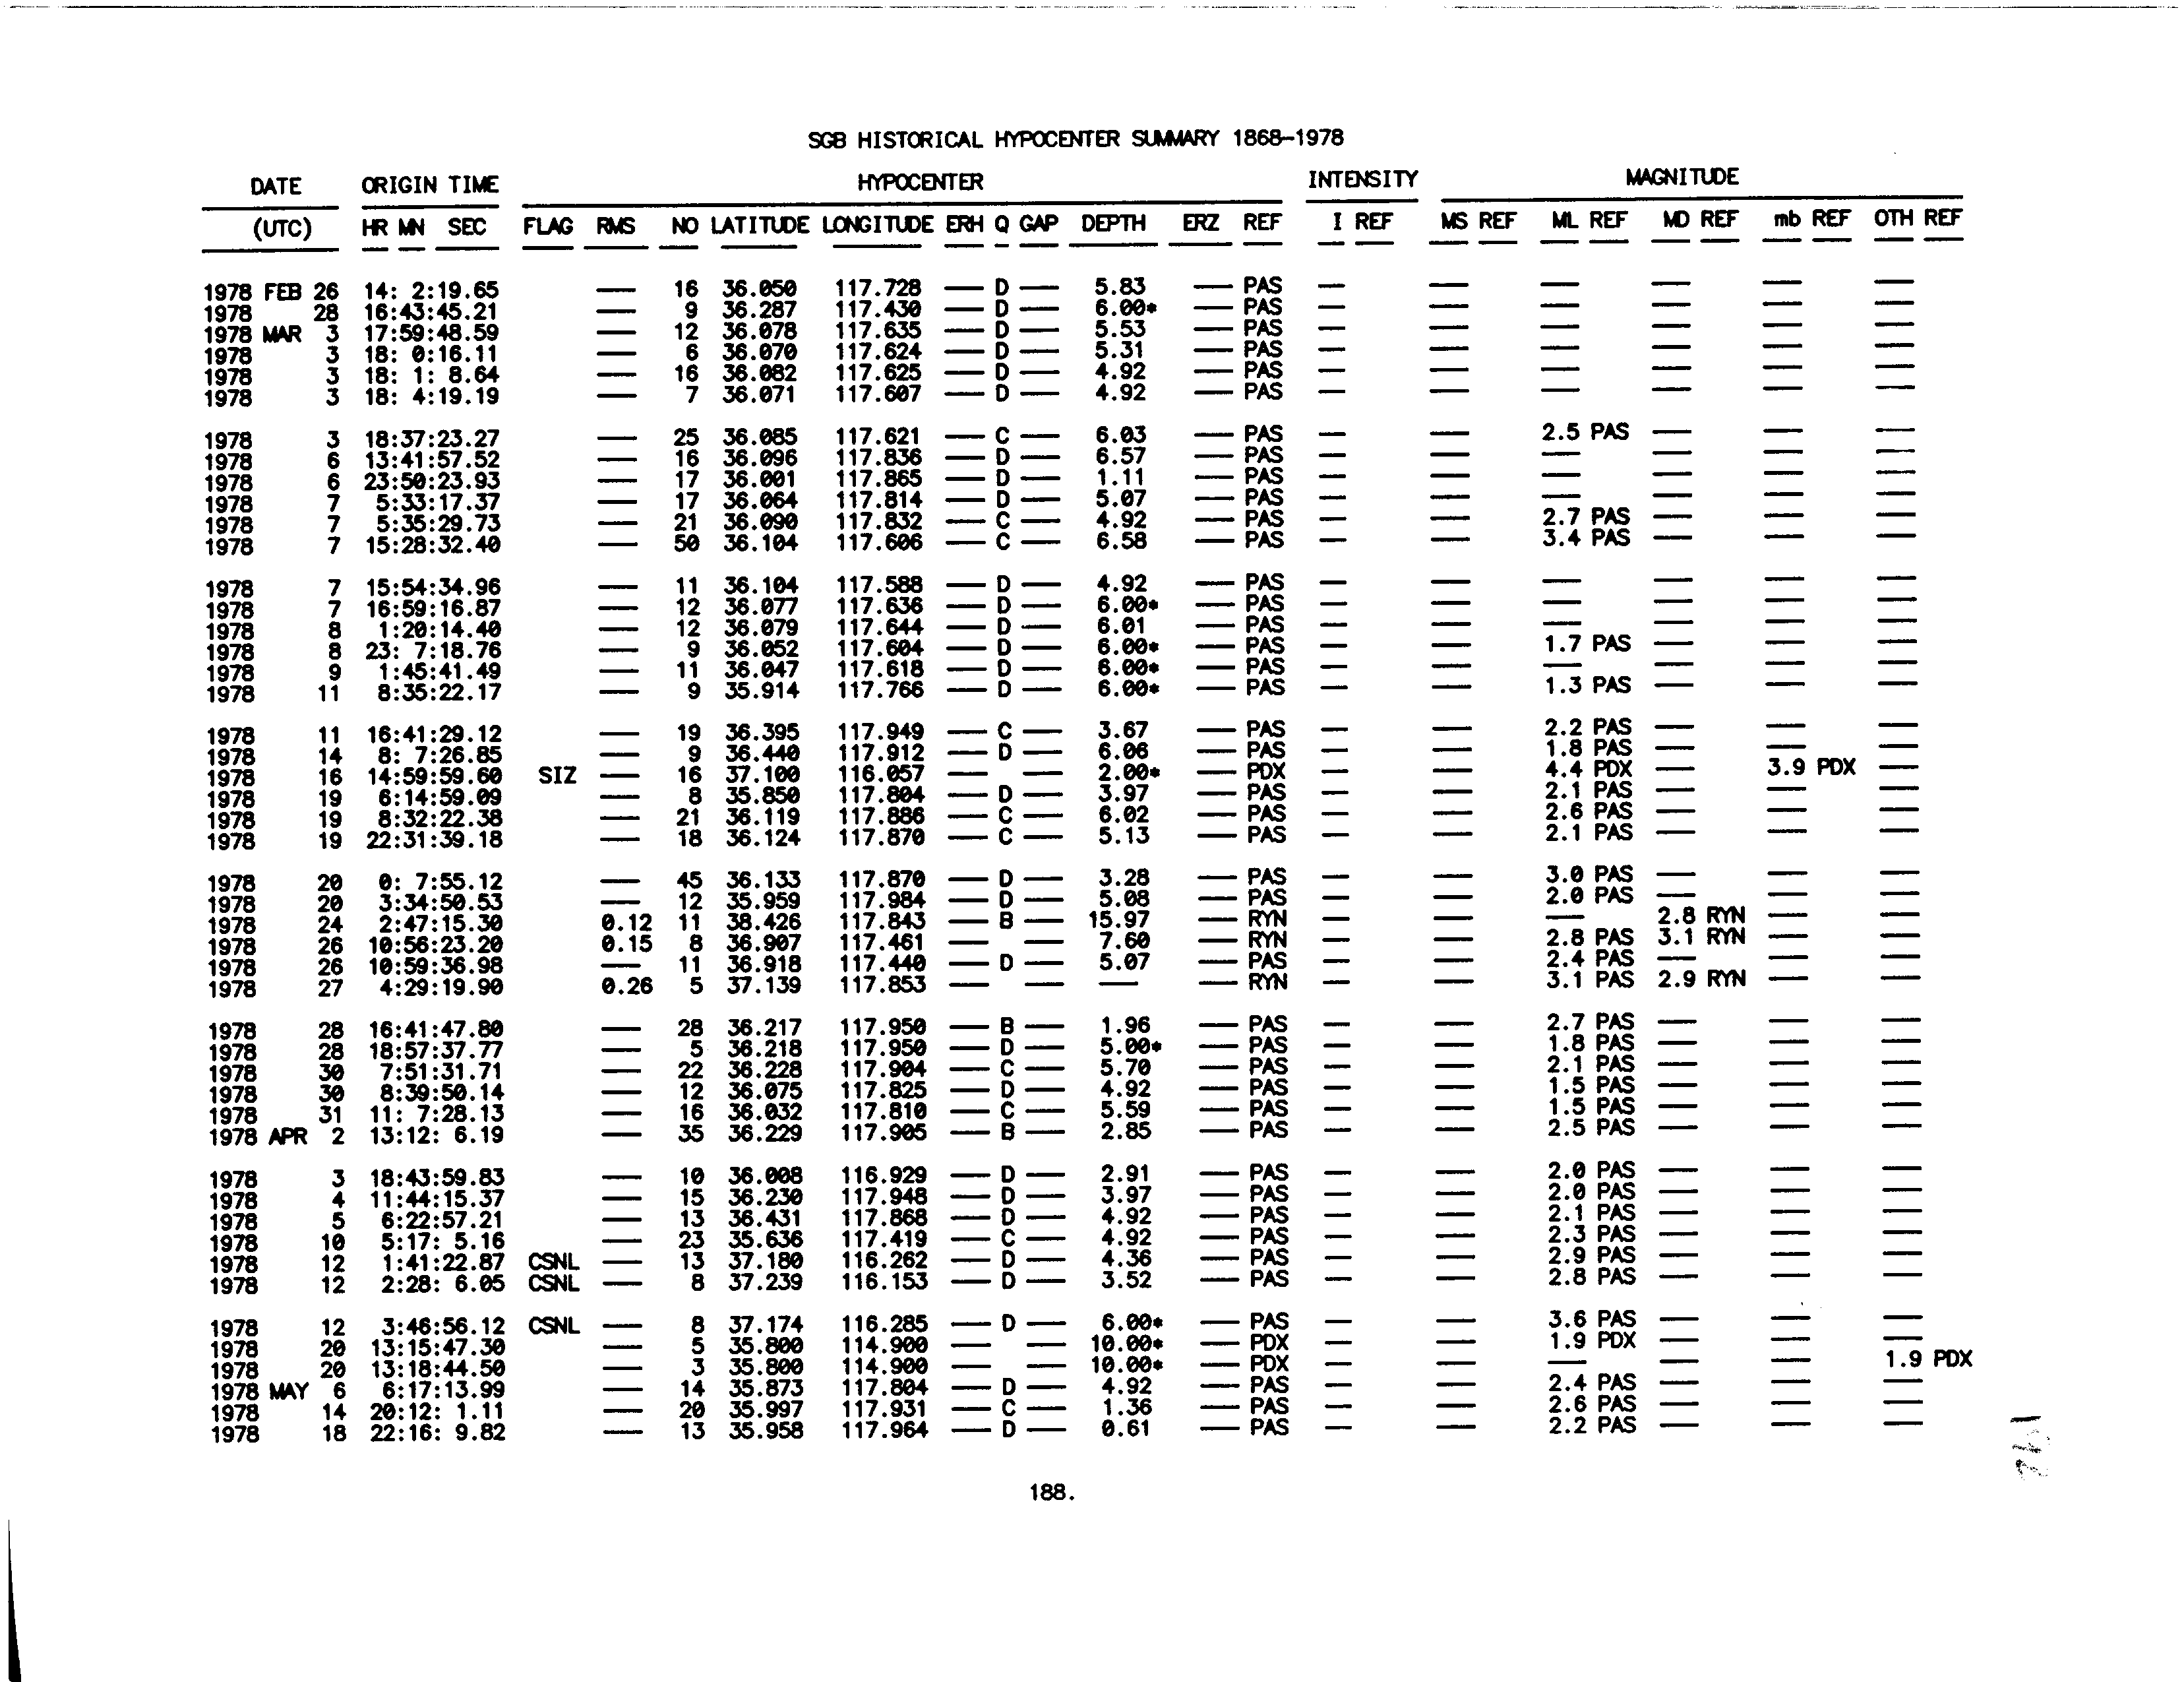 SGB HISTORICAL HYPOCENTER SUMMARY 1868–1978
DATE ORIGIN TIME HYPOCENTER INTENSITY MAGNITUDE
(UTC) HR MN SEC FLAG RMS NO LATITUDE LONGITUDE ERH Q GAP DEPTH ERZ REF I REF MS REF ML REF MD REF mb REF OTH REF
1978 FEB 26 14: 2:19.65 — 16 36.050 117.728 — D — 5.83 — PAS — — — — — —
1978 28 16:43:45.21 — 9 36.287 117.430 — D — 6.00* — PAS — — — — — —
1978 MAR 3 17:59:48.59 — 12 36.078 117.635 — D — 5.53 — PAS — — — — — —
1978 3 18: 0:16.11 — 6 36.070 117.624 — D — 5.31 — PAS — — — — — —
1978 3 18: 1: 8.64 — 16 36.082 117.625 — D — 4.92 — PAS — — — — — —
1978 3 18: 4:19.19 — 7 36.071 117.607 — D — 4.92 — PAS — — — — — —
1978 3 18:37:23.27 — 25 36.085 117.621 — C — 6.03 — PAS — — 2.5 PAS — — —
1978 6 13:41:57.52 — 16 36.096 117.836 — D — 6.57 — PAS — — — — — —
1978 6 23:50:23.93 — 17 36.001 117.865 — D — 1.11 — PAS — — — — — —
1978 7 5:33:17.37 — 17 36.064 117.814 — D — 5.07 — PAS — — — — — —
1978 7 5:35:29.73 — 21 36.090 117.832 — C — 4.92 — PAS — — 2.7 PAS — — —
1978 7 15:28:32.40 — 50 36.104 117.606 — C — 6.58 — PAS — — 3.4 PAS — — —
1978 7 15:54:34.96 — 11 36.104 117.588 — D — 4.92 — PAS — — — — — —
1978 7 16:59:16.87 — 12 36.077 117.636 — D — 6.00* — PAS — — — — — —
1978 8 1:20:14.40 — 12 36.079 117.644 — D — 6.01 — PAS — — — — — —
1978 8 23: 7:18.76 — 9 36.052 117.604 — D — 6.00* — PAS — — 1.7 PAS — — —
1978 9 1:45:41.49 — 11 36.047 117.618 — D — 6.00* — PAS — — — — — —
1978 11 8:35:22.17 — 9 35.914 117.766 — D — 6.00* — PAS — — 1.3 PAS — — —
1978 11 16:41:29.12 — 19 36.395 117.949 — C — 3.67 — PAS — — 2.2 PAS — — —
1978 14 8: 7:26.85 — 9 36.440 117.912 — D — 6.06 — PAS — — 1.8 PAS — — —
1978 16 14:59:59.60 SIZ — 16 37.100 116.057 — — 2.00* — PDX — — 4.4 PDX — 3.9 PDX —
1978 19 6:14:59.09 — 8 35.850 117.804 — D — 3.97 — PAS — — 2.1 PAS — — —
1978 19 8:32:22.38 — 21 36.119 117.886 — C — 6.02 — PAS — — 2.6 PAS — — —
1978 19 22:31:39.18 — 18 36.124 117.870 — C — 5.13 — PAS — — 2.1 PAS — — —
1978 20 0: 7:55.12 — 45 36.133 117.870 — D — 3.28 — PAS — — 3.0 PAS — — —
1978 20 3:34:50.53 — 12 35.959 117.984 — D — 5.08 — PAS — — 2.0 PAS — — —
1978 24 2:47:15.30 0.12 11 38.426 117.843 — B — 15.97 — RYN — — — 2.8 RYN — —
1978 26 10:56:23.20 0.15 8 36.907 117.461 — — 7.60 — RYN — — 2.8 PAS 3.1 RYN — —
1978 26 10:59:36.98 — 11 36.918 117.440 — D — 5.07 — PAS — — 2.4 PAS — — —
1978 27 4:29:19.90 0.26 5 37.139 117.853 — — — — RYN — — 3.1 PAS 2.9 RYN — —
1978 28 16:41:47.80 — 28 36.217 117.950 — B — 1.96 — PAS — — 2.7 PAS — — —
1978 28 18:57:37.77 — 5 36.218 117.950 — D — 5.00* — PAS — — 1.8 PAS — — —
1978 30 7:51:31.71 — 22 36.228 117.904 — C — 5.70 — PAS — — 2.1 PAS — — —
1978 30 8:39:50.14 — 12 36.075 117.825 — D — 4.92 — PAS — — 1.5 PAS — — —
1978 31 11: 7:28.13 — 16 36.032 117.810 — C — 5.59 — PAS — — 1.5 PAS — — —
1978 APR 2 13:12: 6.19 — 35 36.229 117.905 — B — 2.85 — PAS — — 2.5 PAS — — —
1978 3 18:43:59.83 — 10 36.008 116.929 — D — 2.91 — PAS — — 2.0 PAS — — —
1978 4 11:44:15.37 — 15 36.230 117.948 — D — 3.97 — PAS — — 2.0 PAS — — —
1978 5 6:22:57.21 — 13 36.431 117.868 — D — 4.92 — PAS — — 2.1 PAS — — —
1978 10 5:17: 5.16 — 23 35.636 117.419 — C — 4.92 — PAS — — 2.3 PAS — — —
1978 12 1:41:22.87 CSNL — 13 37.180 116.262 — D — 4.36 — PAS — — 2.9 PAS — — —
1978 12 2:28: 6.05 CSNL — 8 37.239 116.153 — D — 3.52 — PAS — — 2.8 PAS — — —
1978 12 3:46:56.12 CSNL — 8 37.174 116.285 — D — 6.00* — PAS — — 3.6 PAS — — —
1978 20 13:15:47.30 — 5 35.800 114.900 — — 10.00* — PDX — — 1.9 PDX — — —
1978 20 13:18:44.50 — 3 35.800 114.900 — — 10.00* — PDX — — — — — 1.9 PDX
1978 MAY 6 6:17:13.99 — 14 35.873 117.804 — D — 4.92 — PAS — — 2.4 PAS — — —
1978 14 20:12: 1.11 — 20 35.997 117.931 — C — 1.36 — PAS — — 2.6 PAS — — —
1978 18 22:16: 9.82 — 13 35.958 117.964 — D — 0.61 — PAS — — 2.2 PAS — — —
188.